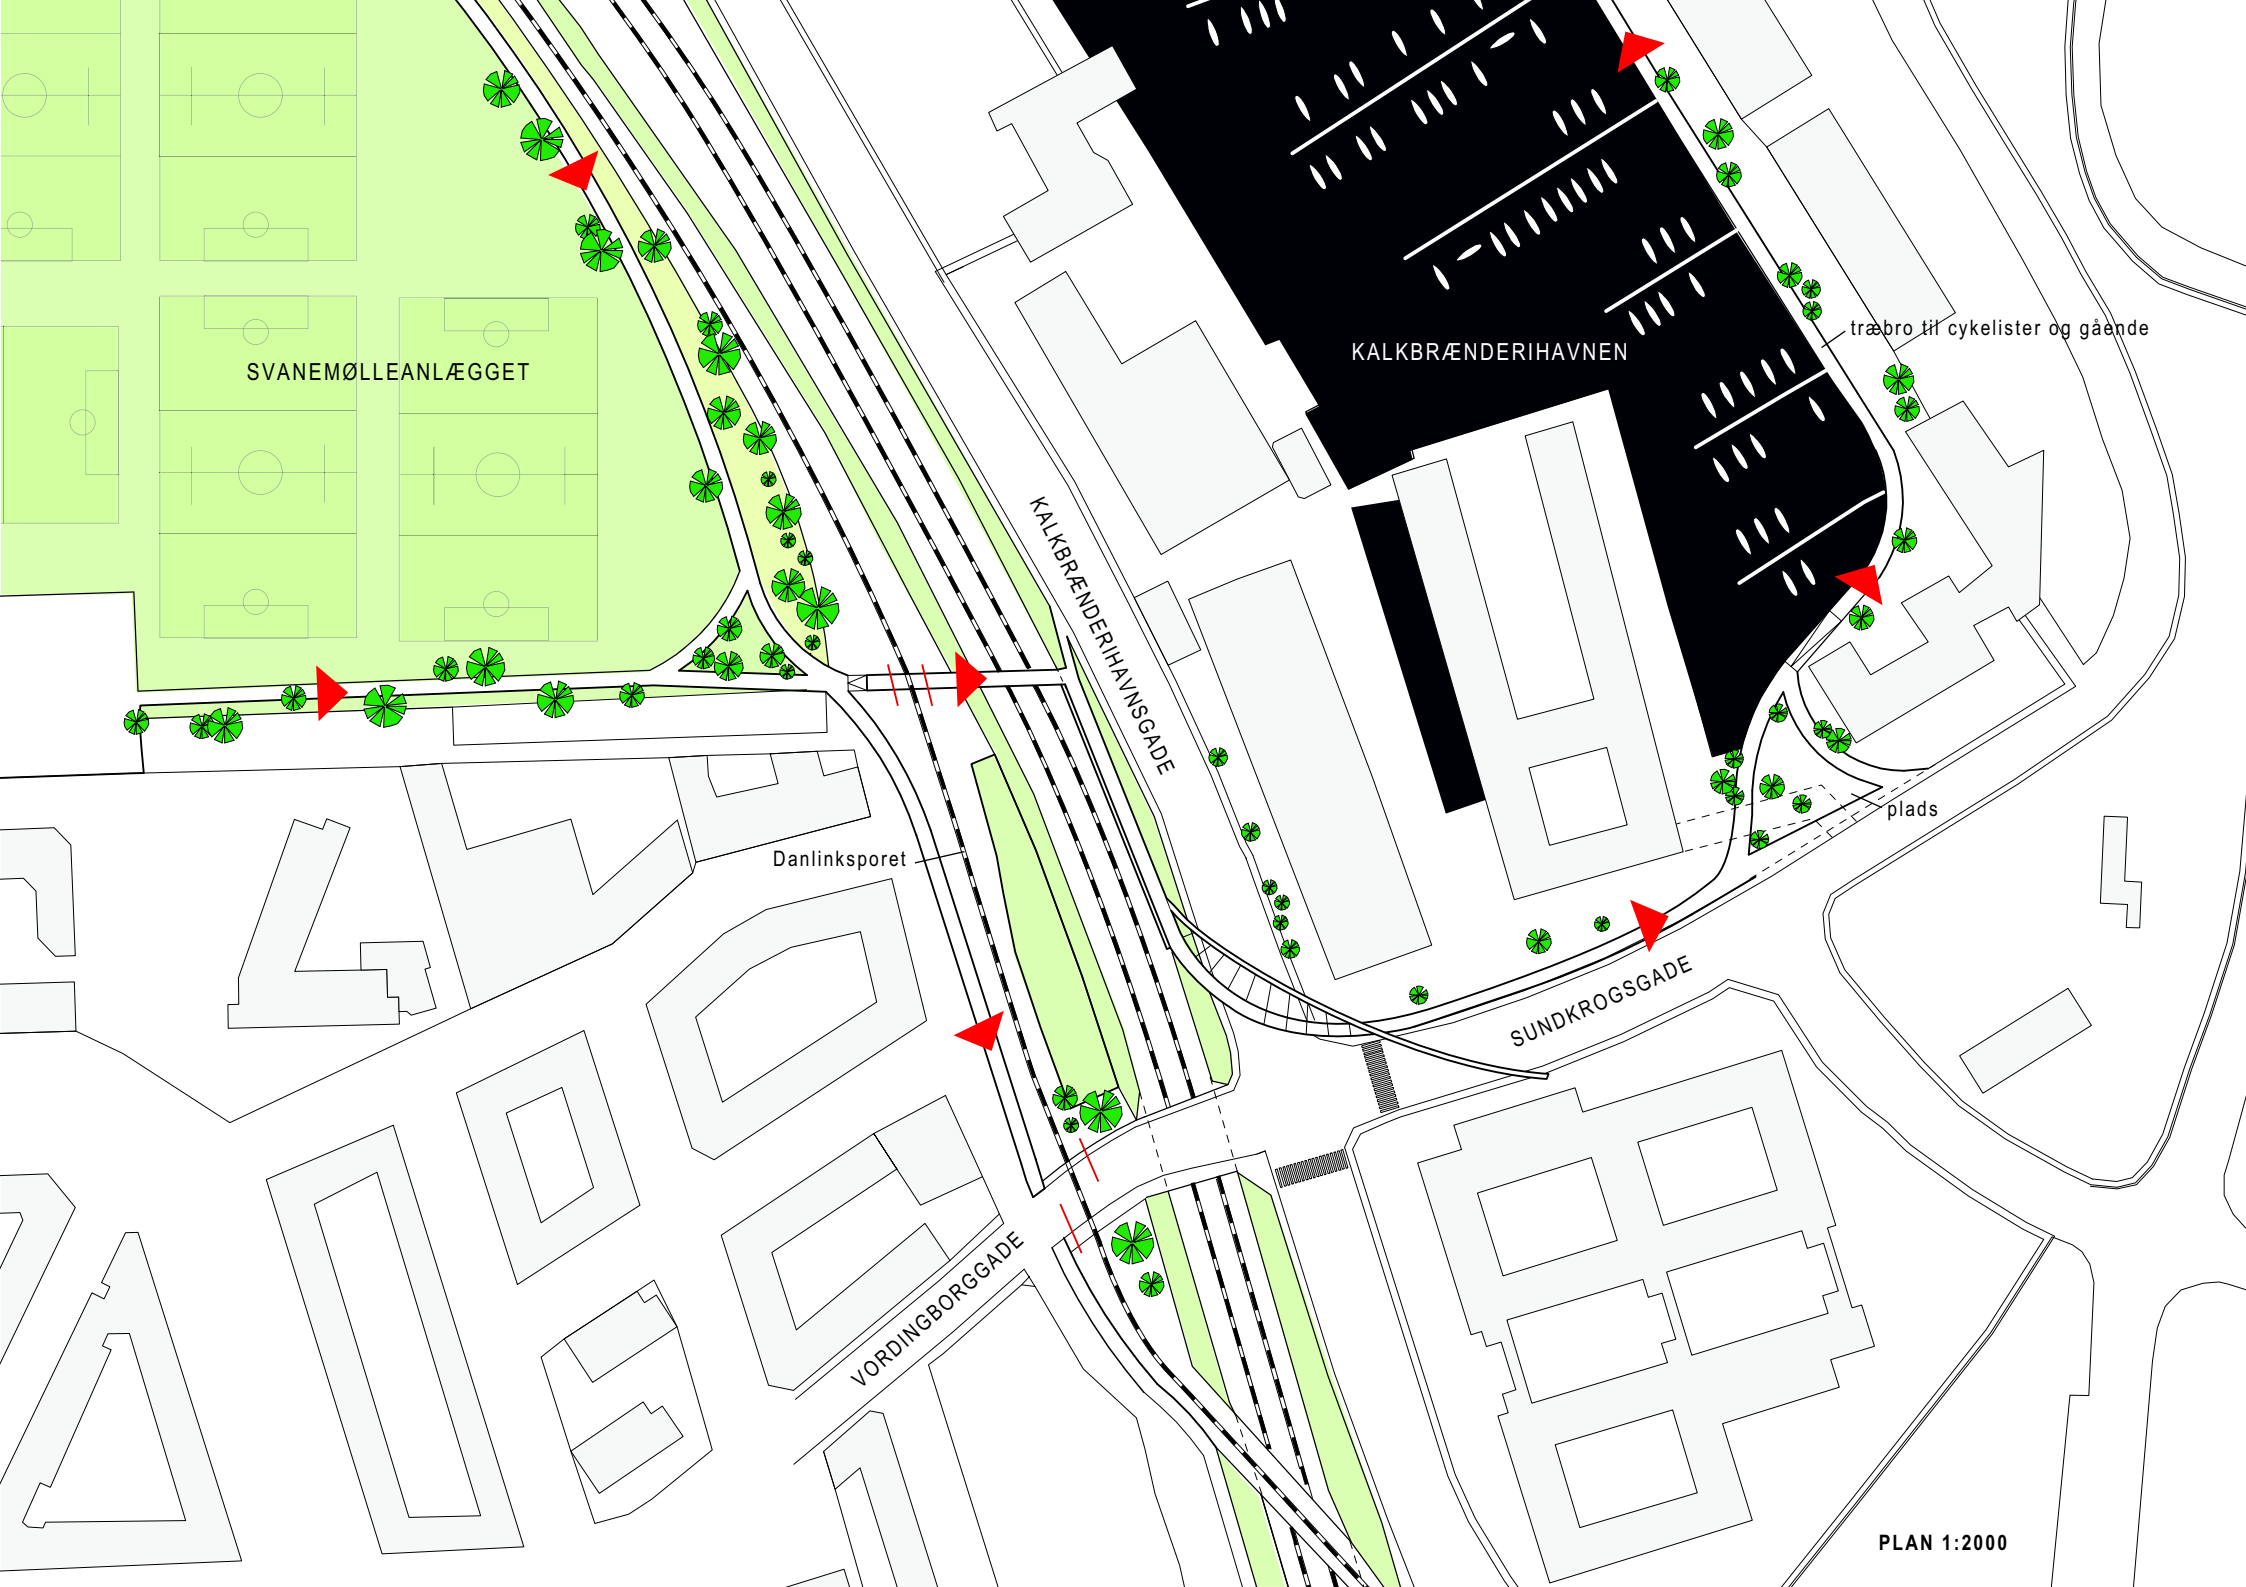 træbro til cykelister og gående
KALKBRÆNDERIHAVNEN
SVANEMØLLEANLÆGGET
KALKBRÆNDERIHAVNSGADE
plads
Danlinksporet
SUNDKROGSGADE
VORDINGBORGGADE
PLAN 1:2000